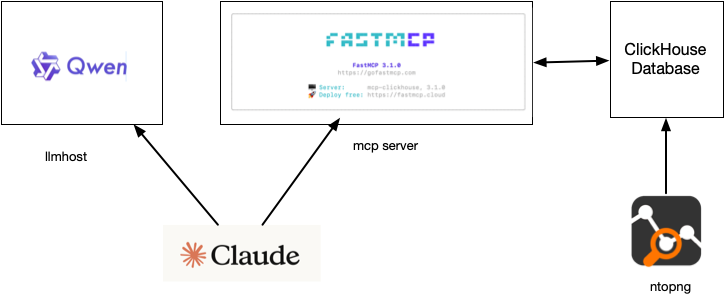 Qwen
llmhost
FASTMCP
FastMCP 3.1.0
https://gofastmcp.com
Server: mcp-clickhouse, 3.1.0
Deploy free: https://fastmcp.cloud
mcp server
ClickHouse
Database
Claude
ntopng